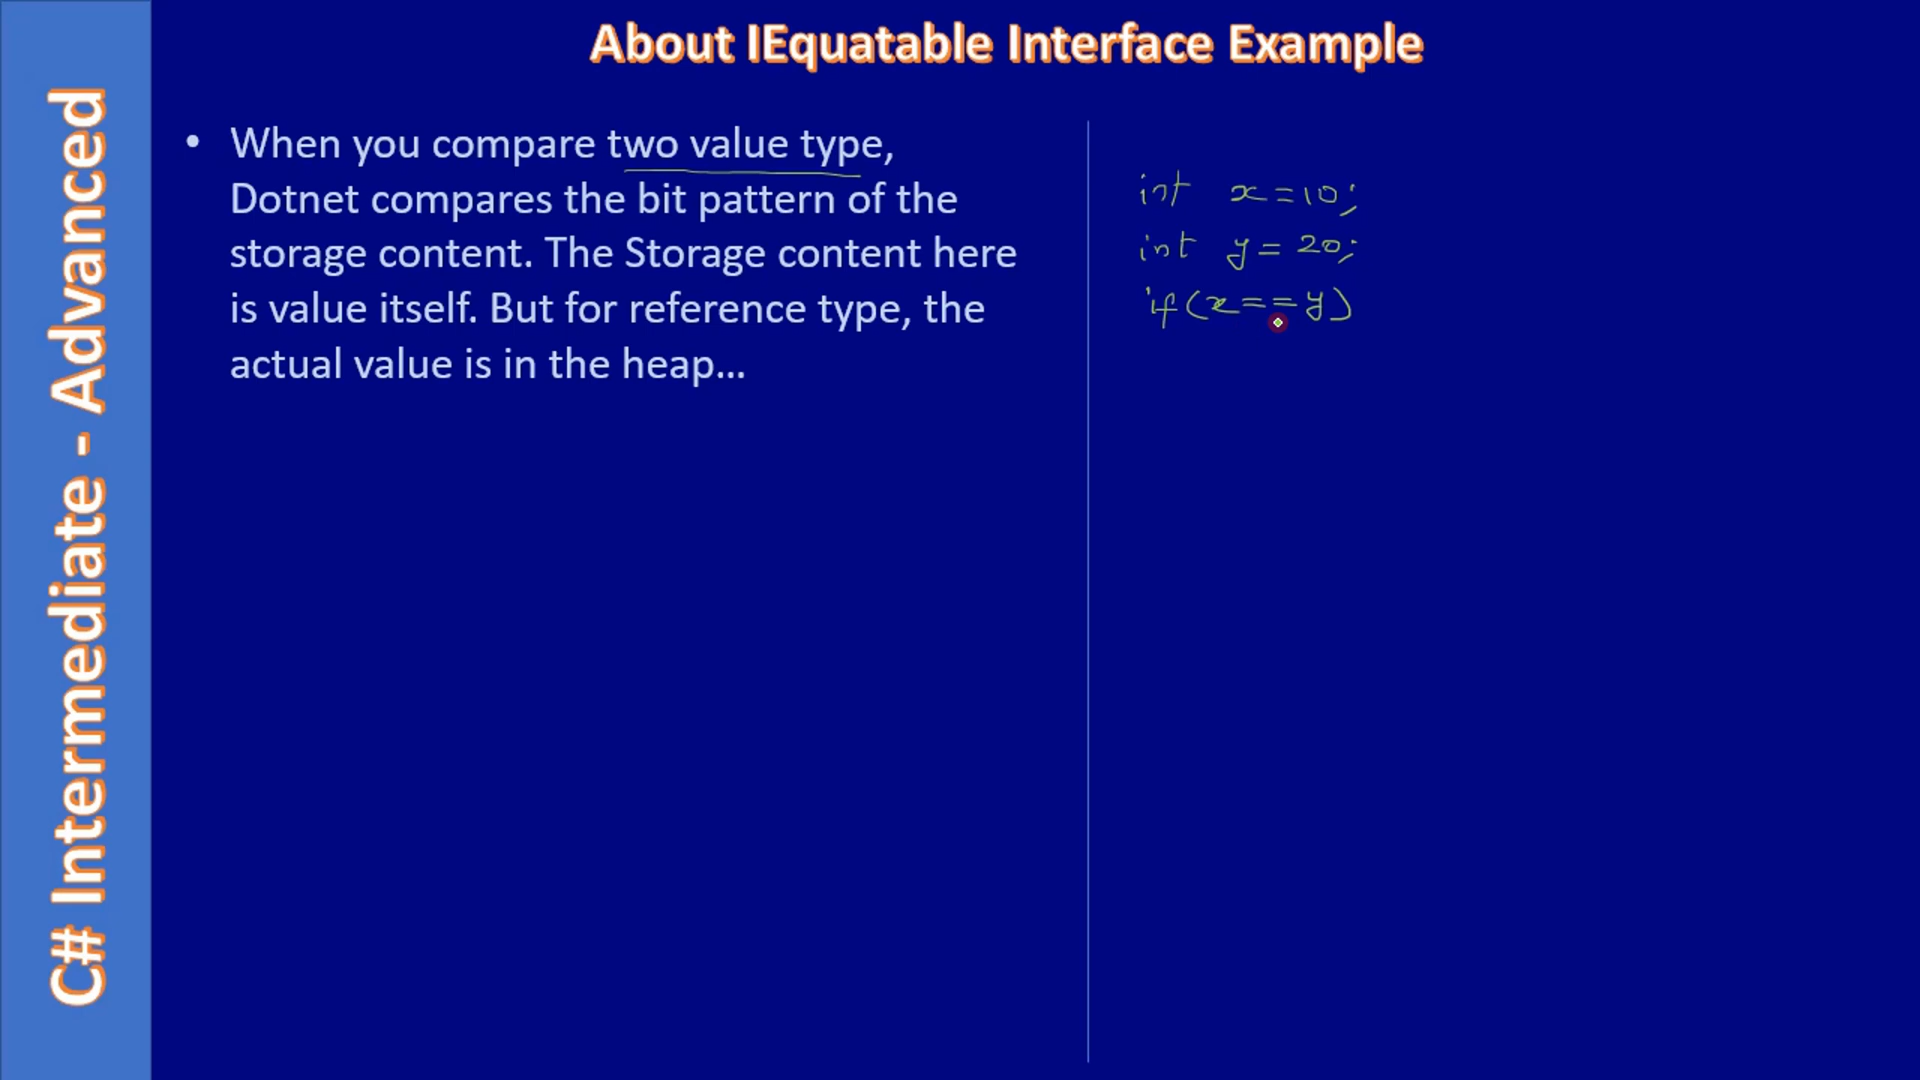 About IEquatable Interface Example
C# Intermediate - Advanced
• When you compare two value type,
Dotnet compares the bit pattern of the
storage content. The Storage content here
is value itself. But for reference type, the
actual value is in the heap...
int x=10;
int y = 20;
if(x==y)